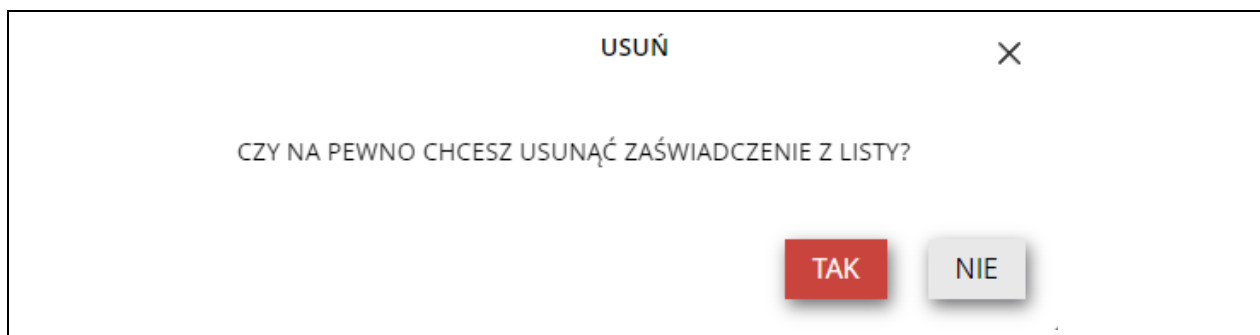 USUŃ
CZY NA PEWNO CHCESZ USUNĄĆ ZAŚWIADCZENIE Z LISTY?
TAK
NIE